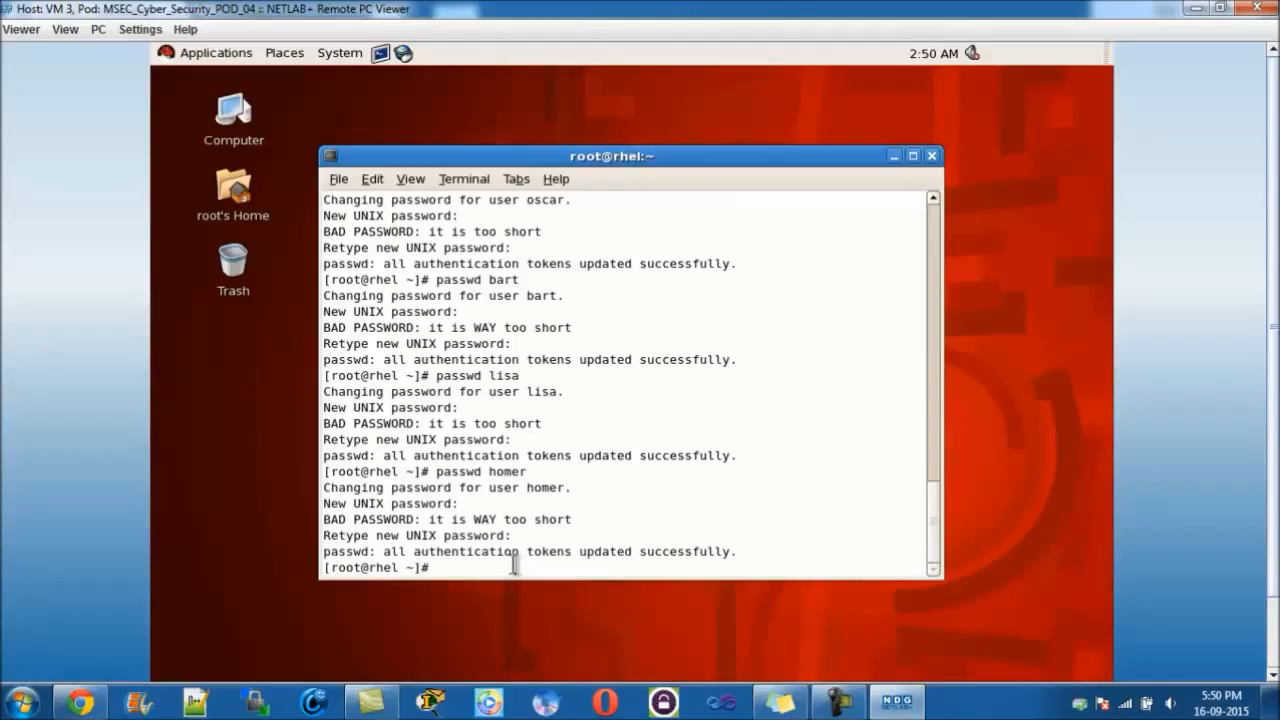 Host: VM 3, Pod: MSEC_Cyber_Security_POD_04 :: NETLAB+ Remote PC Viewer
Viewer View PC Settings Help
Applications Places System 2:50 AM
Computer
root's Home
Trash
root@rhel:~
File Edit View Terminal Tabs Help
Changing password for user oscar.
New UNIX password:
BAD PASSWORD: it is too short
Retype new UNIX password:
passwd: all authentication tokens updated successfully.
[root@rhel ~]# passwd bart
Changing password for user bart.
New UNIX password:
BAD PASSWORD: it is WAY too short
Retype new UNIX password:
passwd: all authentication tokens updated successfully.
[root@rhel ~]# passwd lisa
Changing password for user lisa.
New UNIX password:
BAD PASSWORD: it is too short
Retype new UNIX password:
passwd: all authentication tokens updated successfully.
[root@rhel ~]# passwd homer
Changing password for user homer.
New UNIX password:
BAD PASSWORD: it is WAY too short
Retype new UNIX password:
passwd: all authentication tokens updated successfully.
[root@rhel ~]#
NDG
NETLAB+
5:50 PM
16-09-2015